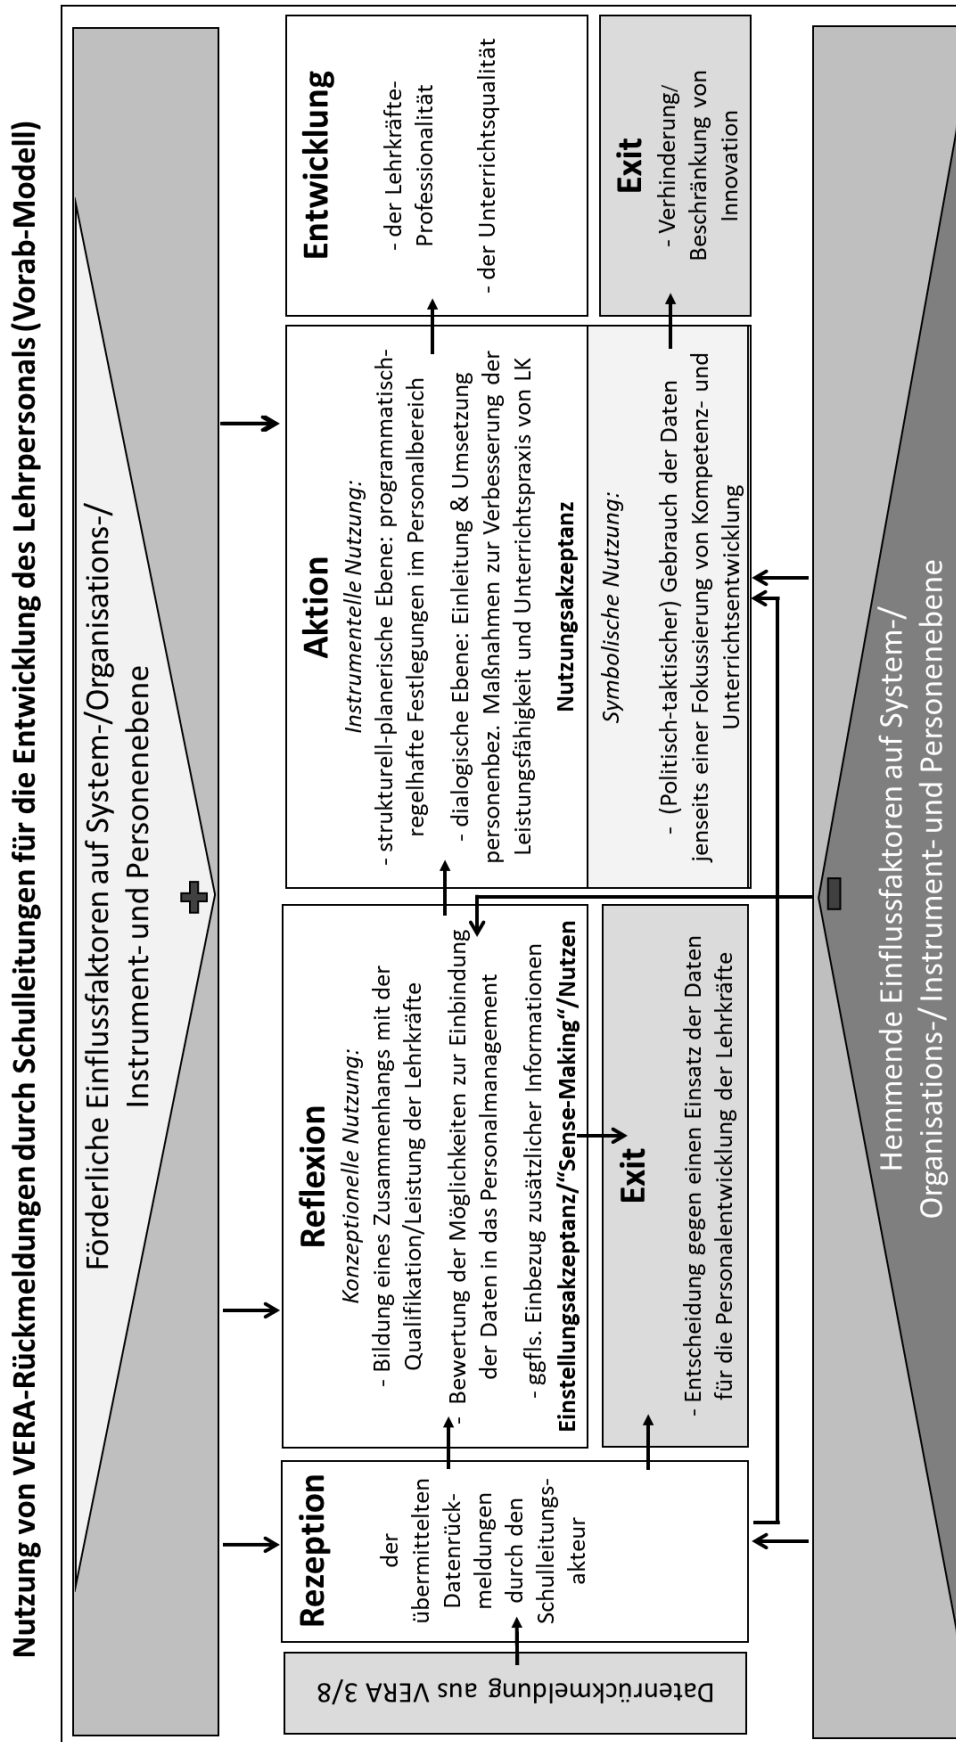 Nutzung von VERA-Rückmeldungen durch Schulleitungen für die Entwicklung des Lehrpersonals (Vorab-Modell)
Förderliche Einflussfaktoren auf System-/Organisations-/
Instrument- und Personenebene
Datenrückmeldung aus VERA 3/8
Rezeption
der
übermittelten
Datenrück-
meldungen
durch den
Schulleitungs-
akteur
Reflexion
Konzeptionelle Nutzung:
- Bildung eines Zusammenhangs mit der
Qualifikation/Leistung der Lehrkräfte
- Bewertung der Möglichkeiten zur Einbindung
der Daten in das Personalmanagement
- ggfls. Einbezug zusätzlicher Informationen
Einstellungsakzeptanz/“Sense-Making“/Nutzen
Exit
- Entscheidung gegen einen Einsatz der Daten
für die Personalentwicklung der Lehrkräfte
Aktion
Instrumentelle Nutzung:
- strukturell-planerische Ebene: programmatisch-
regelhafte Festlegungen im Personalbereich
- dialogische Ebene: Einleitung & Umsetzung
personenbez. Maßnahmen zur Verbesserung der
Leistungsfähigkeit und Unterrichtspraxis von LK
Nutzungsakzeptanz
Symbolische Nutzung:
- (Politisch-taktischer) Gebrauch der Daten
jenseits einer Fokussierung von Kompetenz- und
Unterrichtsentwicklung
Entwicklung
- der Lehrkräfte-
Professionalität
- der Unterrichtsqualität
Exit
- Verhinderung/
Beschränkung von
Innovation
Hemmende Einflussfaktoren auf System-/
Organisations-/ Instrument- und Personenebene